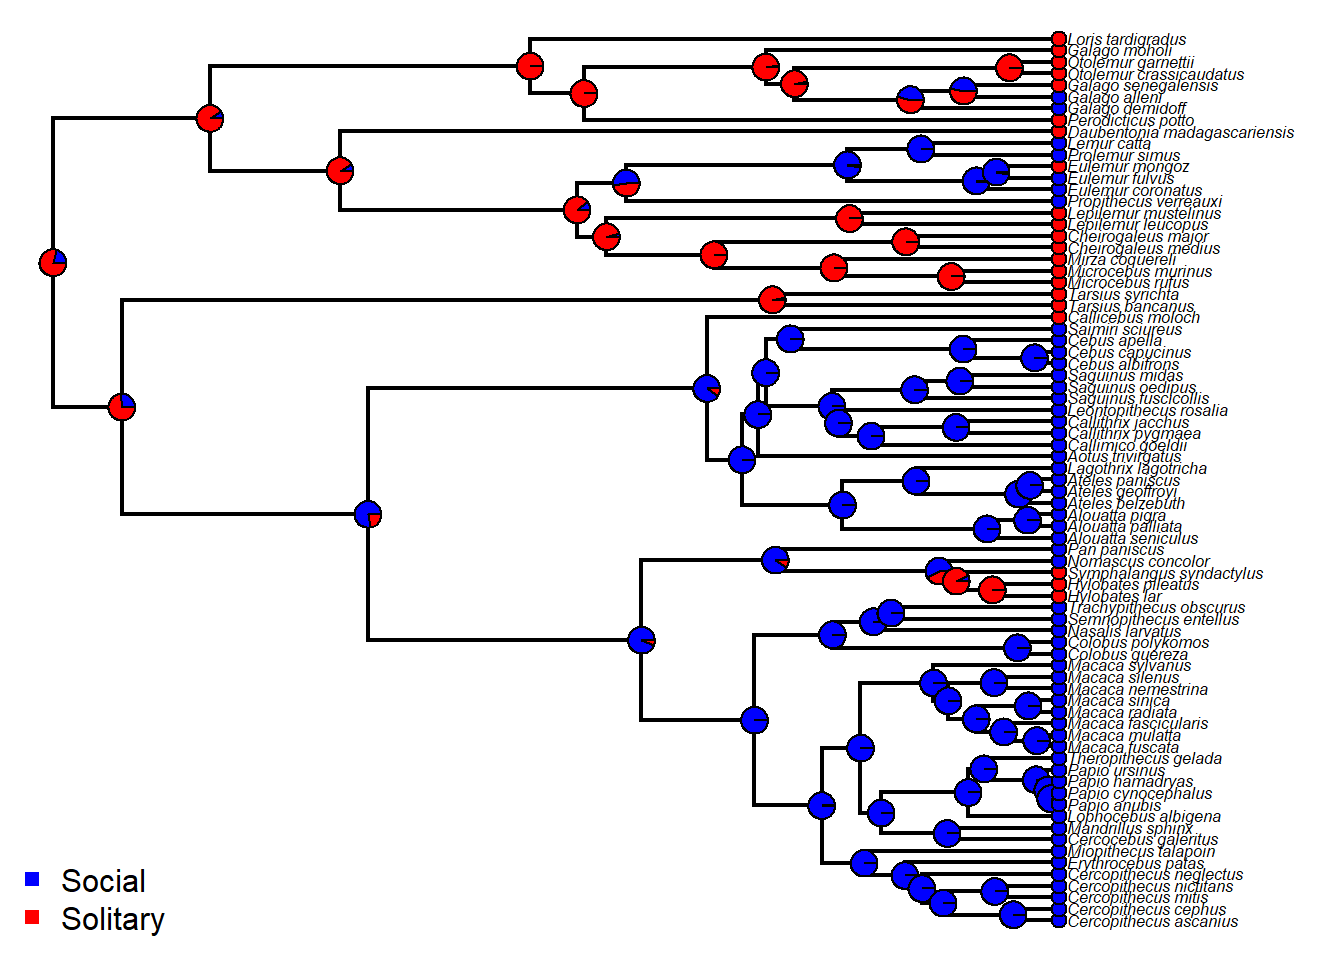 Loris tardigradus
Galago moholi
Otolemur garnettii
Otolemur crassicaudatus
Galago senegalensis
Galago alleni
Galago demidoff
Perodicticus potto
Daubentonia madagascariensis
Lemur catta
Prolemur simus
Eulemur mongoz
Eulemur fulvus
Eulemur coronatus
Propithecus verreauxi
Lepilemur mustelinus
Lepilemur leucopus
Cheirogaleus major
Cheirogaleus medius
Mirza coquereli
Microcebus murinus
Microcebus rufus
Tarsius syrichta
Tarsius bancanus
Callicebus moloch
Saimiri sciureus
Cebus apella
Cebus capucinus
Cebus albifrons
Saguinus midas
Saguinus oedipus
Saguinus fuscicollis
Leontopithecus rosalia
Callithrix jacchus
Callithrix pygmaea
Callimico goeldii
Aotus trivirgatus
Lagothrix lagotricha
Ateles paniscus
Ateles geoffroyi
Ateles belzebuth
Alouatta pigra
Alouatta palliata
Alouatta seniculus
Pan paniscus
Nomascus concolor
Symphalangus syndactylus
Hylobates pileatus
Hylobates lar
Trachypithecus obscurus
Semnopithecus entellus
Nasalis larvatus
Colobus polykomos
Colobus guereza
Macaca sylvanus
Macaca silenus
Macaca nemestrina
Macaca sinica
Macaca radiata
Macaca fascicularis
Macaca mulatta
Macaca fuscata
Theropithecus gelada
Papio ursinus
Papio hamadryas
Papio cynocephalus
Papio anubis
Lophocebus albigena
Mandrillus sphinx
Cercocebus galeritus
Miopithecus talapoin
Erythrocebus patas
Cercopithecus neglectus
Cercopithecus nictitans
Cercopithecus mitis
Cercopithecus cephus
Cercopithecus ascanius
Social
Solitary